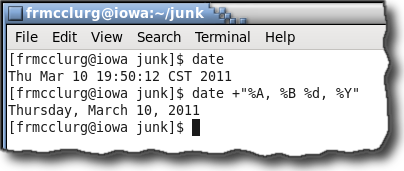 frmcclurg@iowa:~/junk
File Edit View Search Terminal Help
[frmcclurg@iowa junk]$ date
Thu Mar 10 19:50:12 CST 2011
[frmcclurg@iowa junk]$ date +"%A, %B %d, %Y"
Thursday, March 10, 2011
[frmcclurg@iowa junk]$